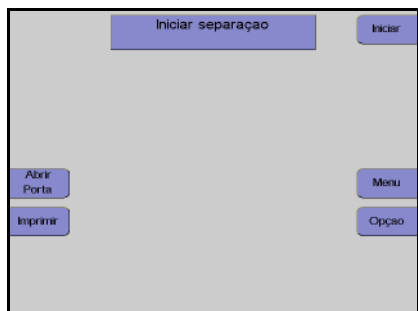 Iniciar separaçao
Iniciar
Abrir
Porta
Menu
Imprimir
Opçao